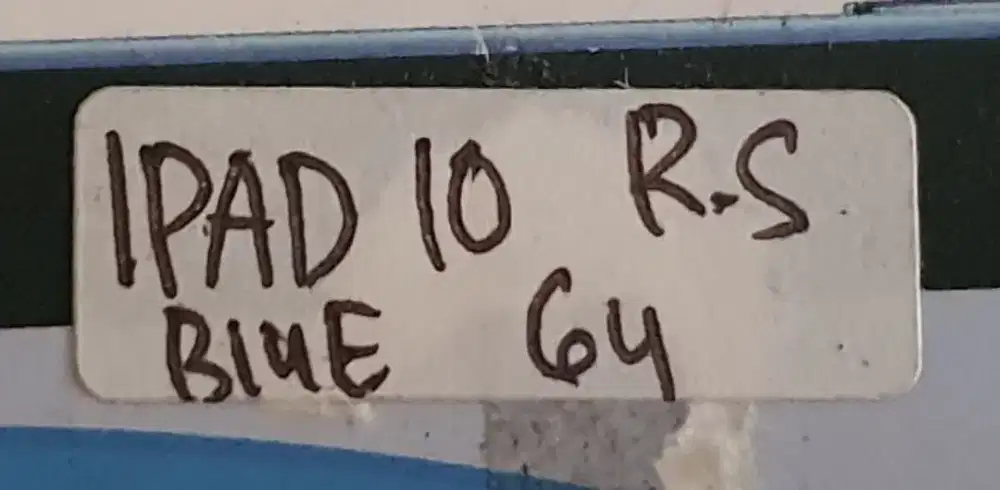 IPAD 10 R.S
BLUE 64